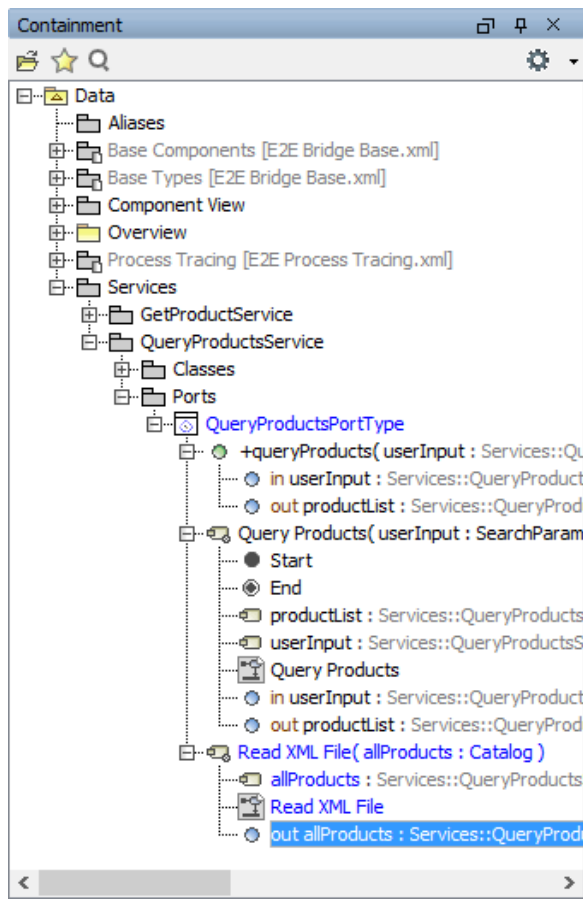 Containment
Data
Aliases
Base Components [E2E Bridge Base.xml]
Base Types [E2E Bridge Base.xml]
Component View
Overview
Process Tracing [E2E Process Tracing.xml]
Services
GetProductService
QueryProductsService
Classes
Ports
QueryProductsPortType
+queryProducts( userInput : Services::Qu
in userInput : Services::QueryProduct
out productList : Services::QueryProd
Query Products( userInput : SearchParam
Start
End
productList : Services::QueryProducts
userInput : Services::QueryProductsS
Query Products
in userInput : Services::QueryProduct
out productList : Services::QueryProd
Read XML File( allProducts : Catalog )
allProducts : Services::QueryProducts
Read XML File
out allProducts : Services::QueryProdu